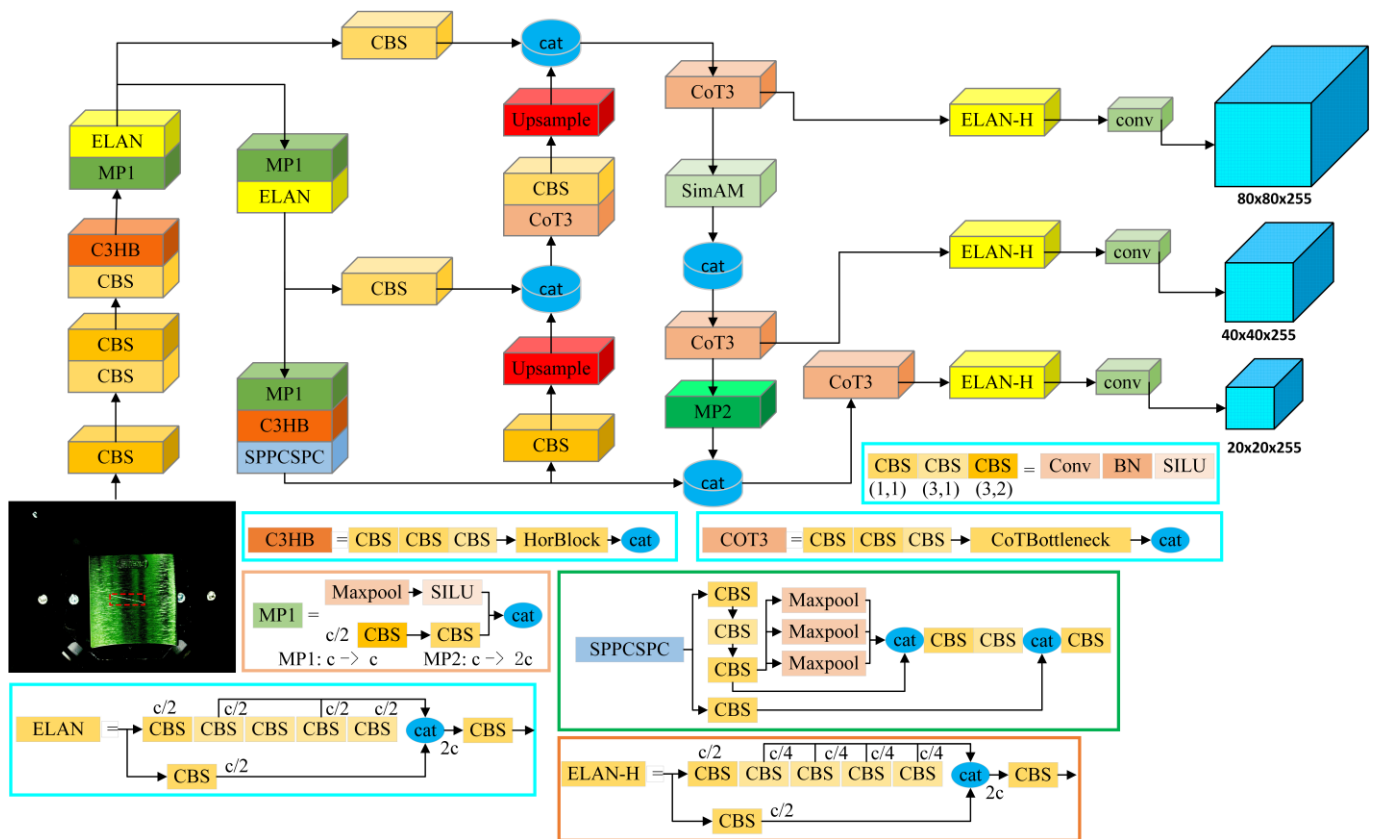 CBS
cat
CoT3
ELAN-H
conv
80x80x255
ELAN
MP1
Upsample
MP1
ELAN
CBS
CoT3
SimAM
C3HB
CBS
CBS
cat
cat
ELAN-H
conv
40x40x255
CBS
CBS
Upsample
CoT3
CoT3
ELAN-H
conv
20x20x255
MP1
C3HB
SPPCSPC
MP2
CBS
CBS
cat
CBS CBS CBS = Conv BN SILU
(1,1) (3,1) (3,2)
C3HB = CBS CBS CBS HorBlock cat
COT3 = CBS CBS CBS CoTBottleneck cat
MP1 =
Maxpool SILU
cat
c/2 CBS CBS
MP1: c -> c MP2: c -> 2c
SPPCSPC
CBS Maxpool
CBS Maxpool cat CBS CBS cat CBS
CBS Maxpool
CBS
ELAN =
c/2 c/2 c/2 c/2
CBS CBS CBS CBS CBS cat CBS
2c
CBS c/2
ELAN-H =
c/2 c/4 c/4 c/4 c/4
CBS CBS CBS CBS CBS cat CBS
2c
CBS c/2